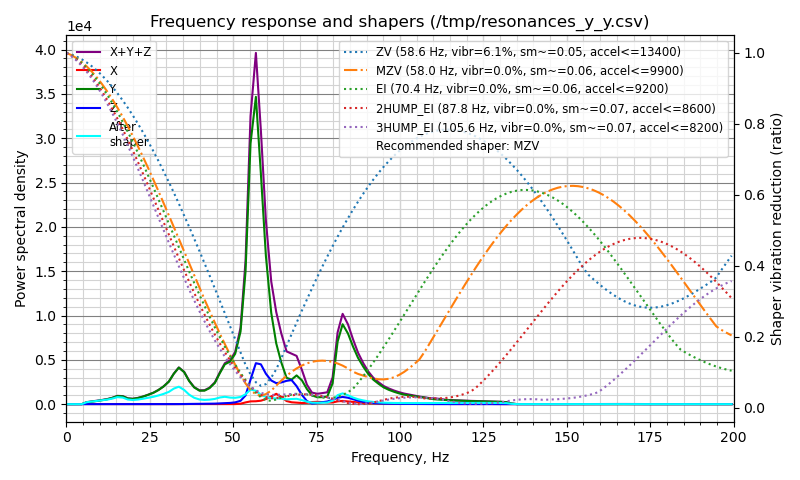 Frequency response and shapers (/tmp/resonances_y_y.csv)
1e4
X+Y+Z
X
Y
Z
After
shaper
ZV (58.6 Hz, vibr=6.1%, sm~=0.05, accel<=13400)
MZV (58.0 Hz, vibr=0.0%, sm~=0.06, accel<=9900)
EI (70.4 Hz, vibr=0.0%, sm~=0.06, accel<=9200)
2HUMP_EI (87.8 Hz, vibr=0.0%, sm~=0.07, accel<=8600)
3HUMP_EI (105.6 Hz, vibr=0.0%, sm~=0.07, accel<=8200)
Recommended shaper: MZV
Power spectral density
4.0
3.5
3.0
2.5
2.0
1.5
1.0
0.5
0.0
0
25
50
75
100
125
150
175
200
Frequency, Hz
1.0
0.8
0.6
0.4
0.2
0.0
Shaper vibration reduction (ratio)